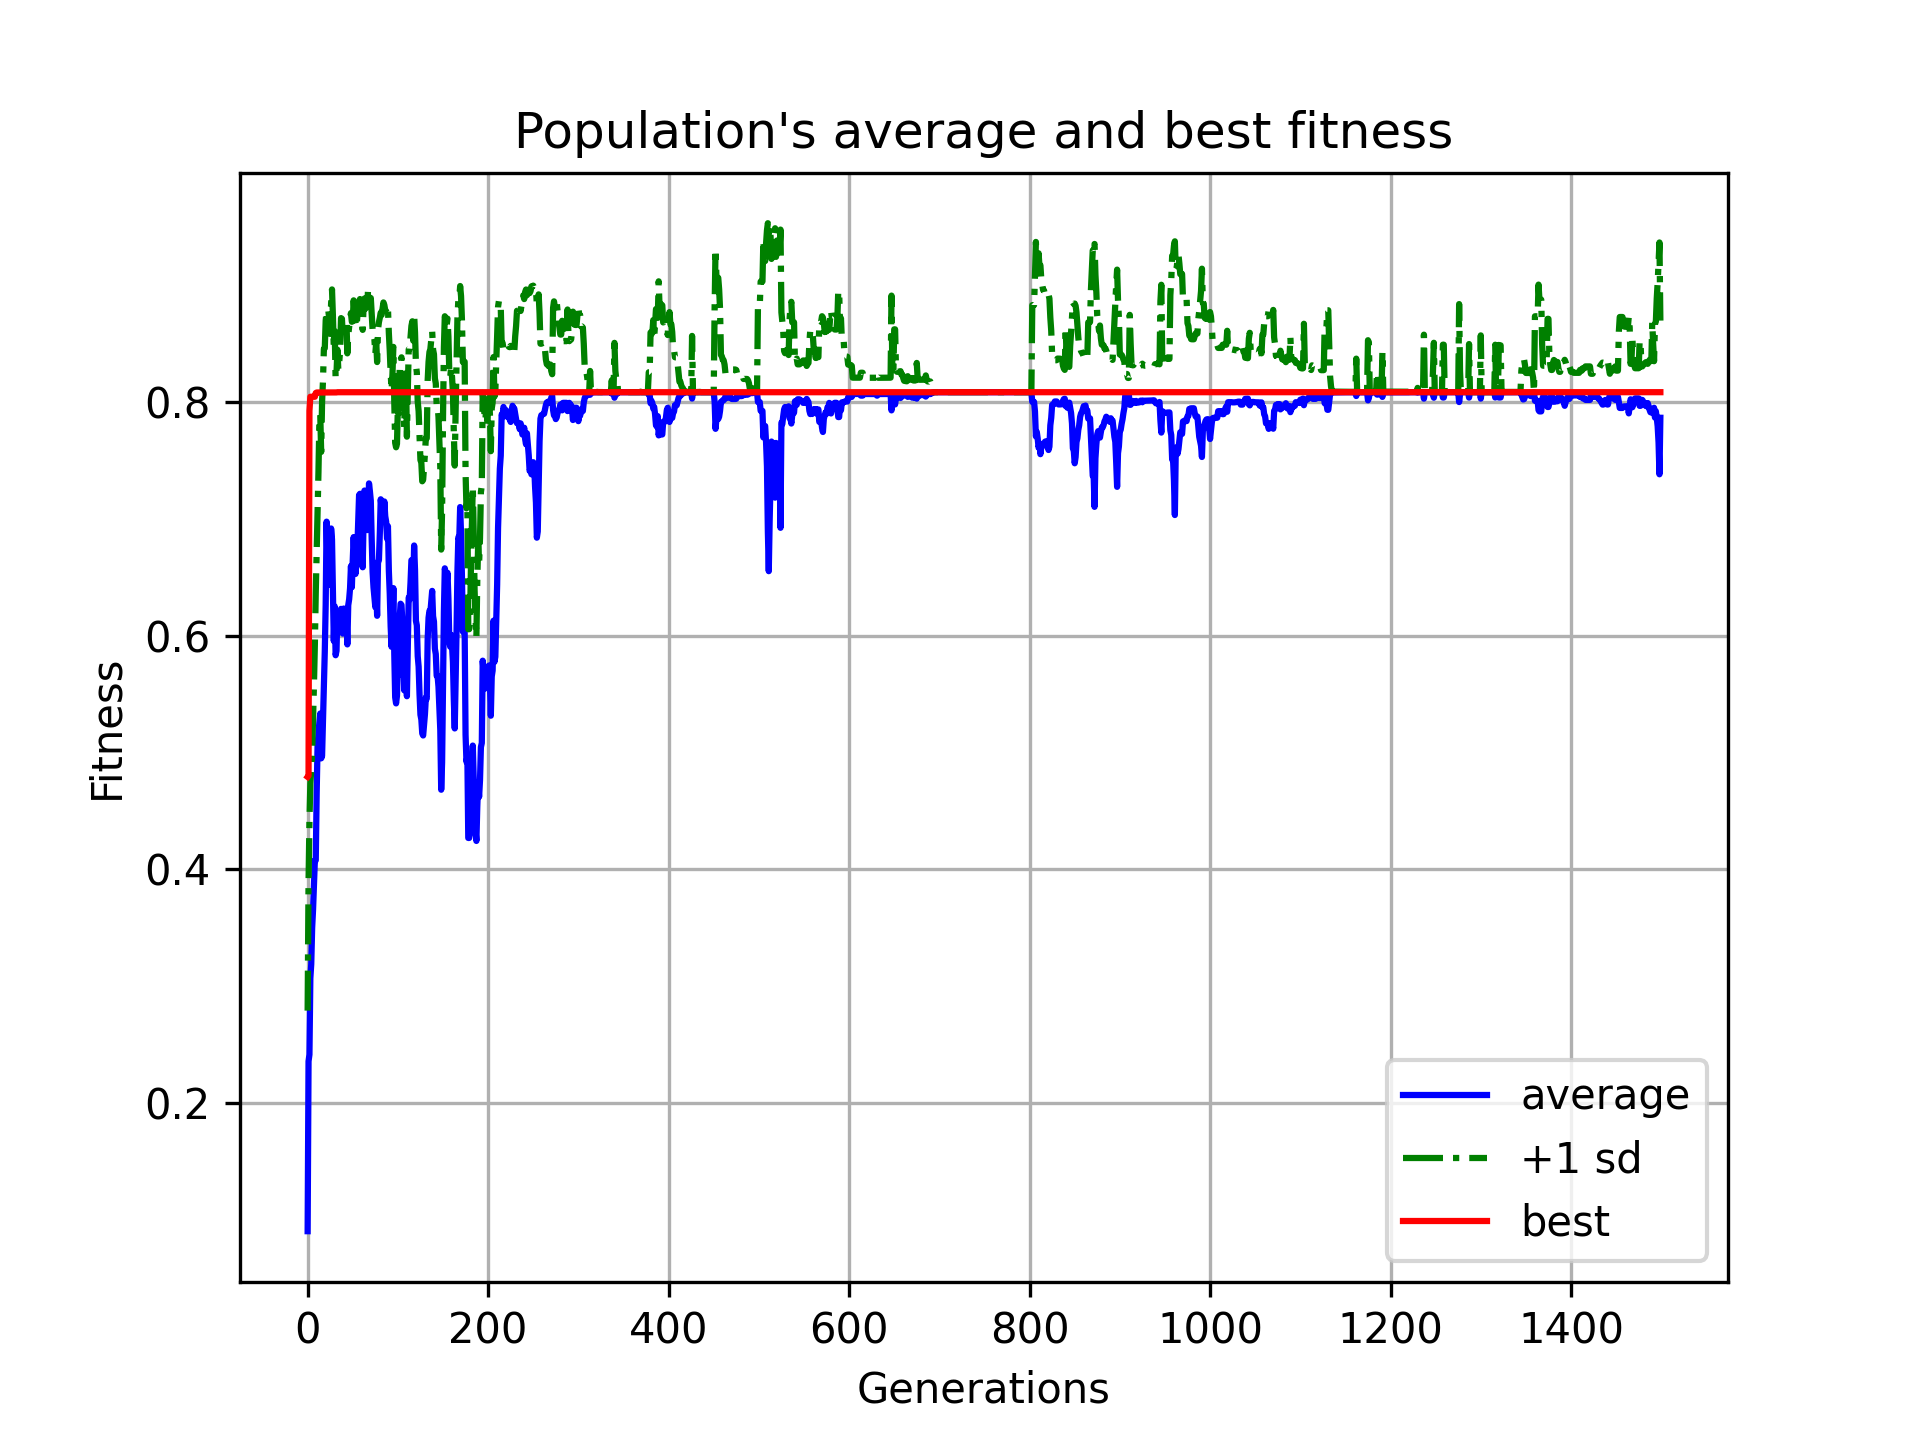 Population's average and best fitness
Fitness
0.8
0.6
0.4
0.2
0 200 400 600 800 1000 1200 1400
Generations
average
+1 sd
best